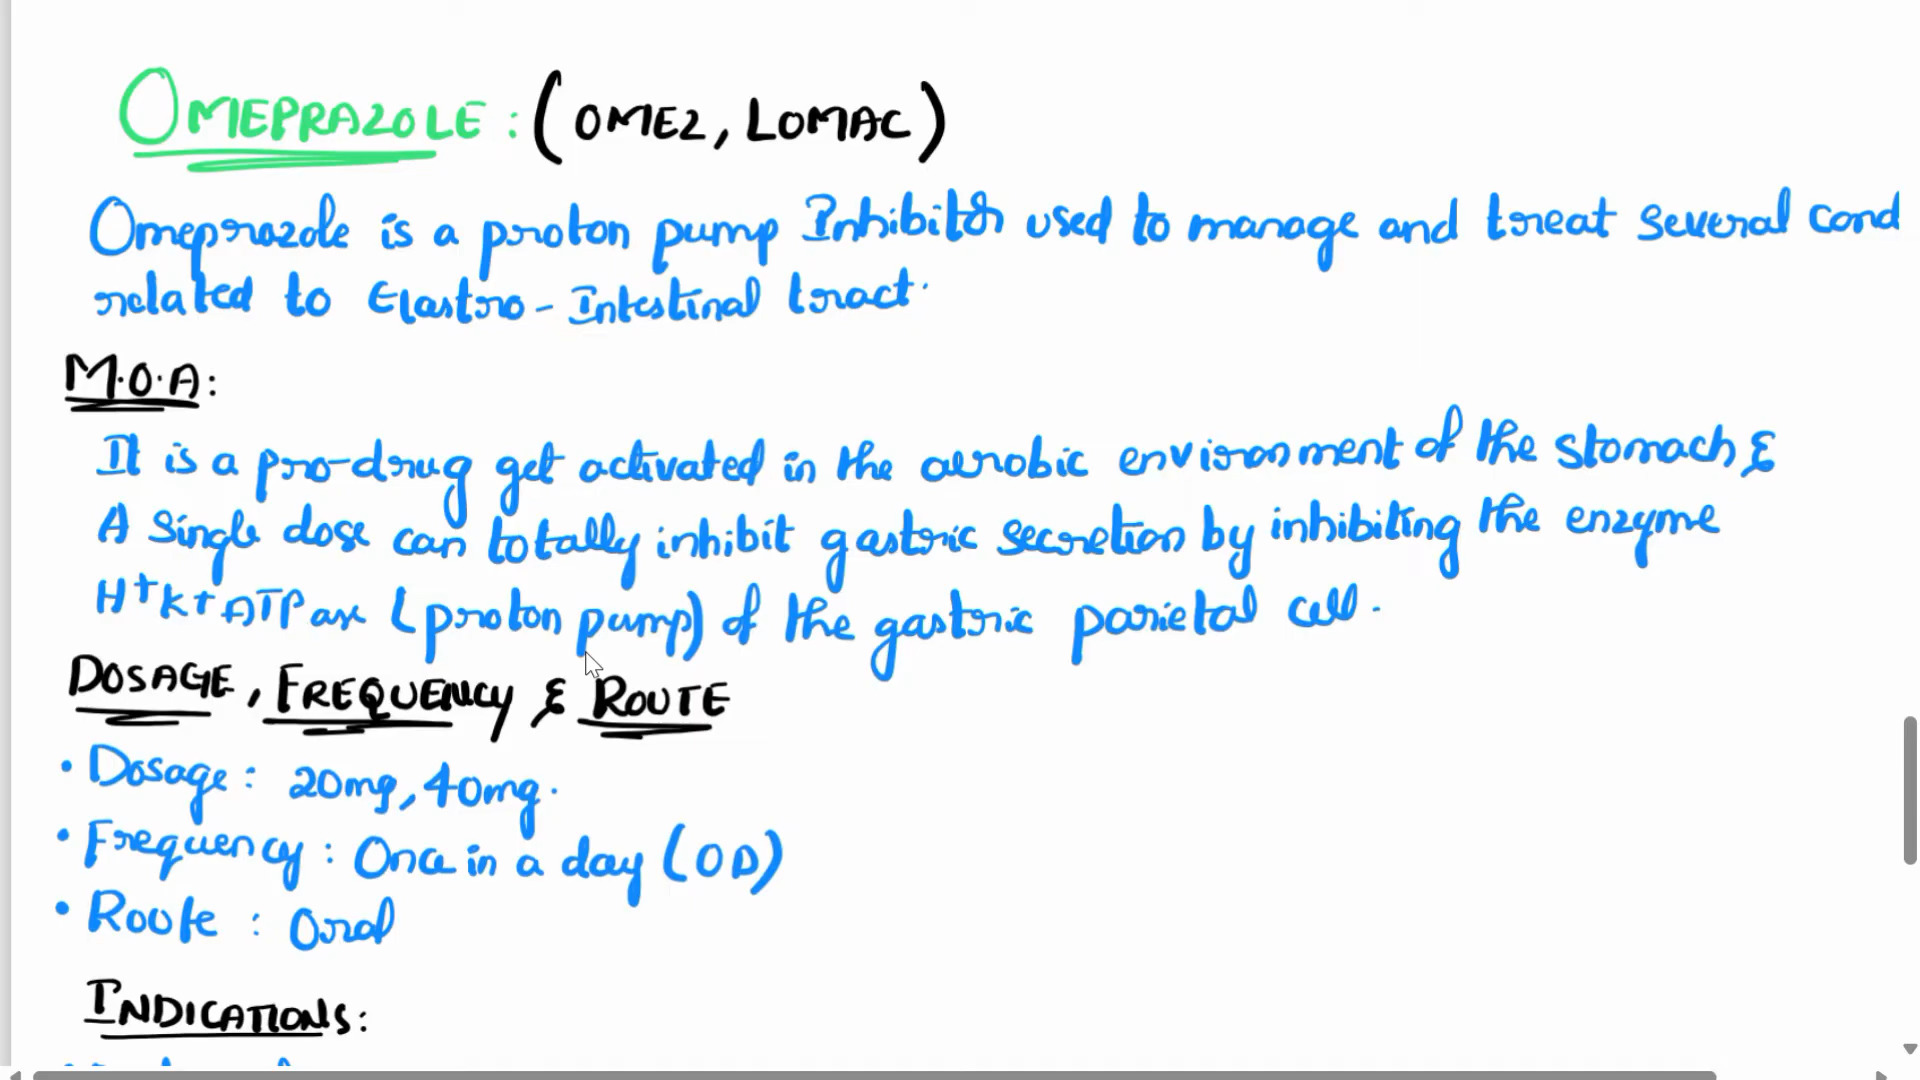 OMEPRAZOLE: (OMEZ, LOMAC)
Omeprazole is a proton pump Inhibitor used to manage and treat several cond
related to Gastro-Intestinal tract.
M.O.A:
It is a pro-drug get activated in the aerobic environment of the stomach &
A single dose can totally inhibit gastric secretion by inhibiting the enzyme
H+K+ATPase (proton pump) of the gastric parietal cell.
DOSAGE, FREQUENCY & ROUTE
• Dosage: 20mg, 40mg.
• Frequency: Once in a day (OD)
• Route: Oral
INDICATIONS: